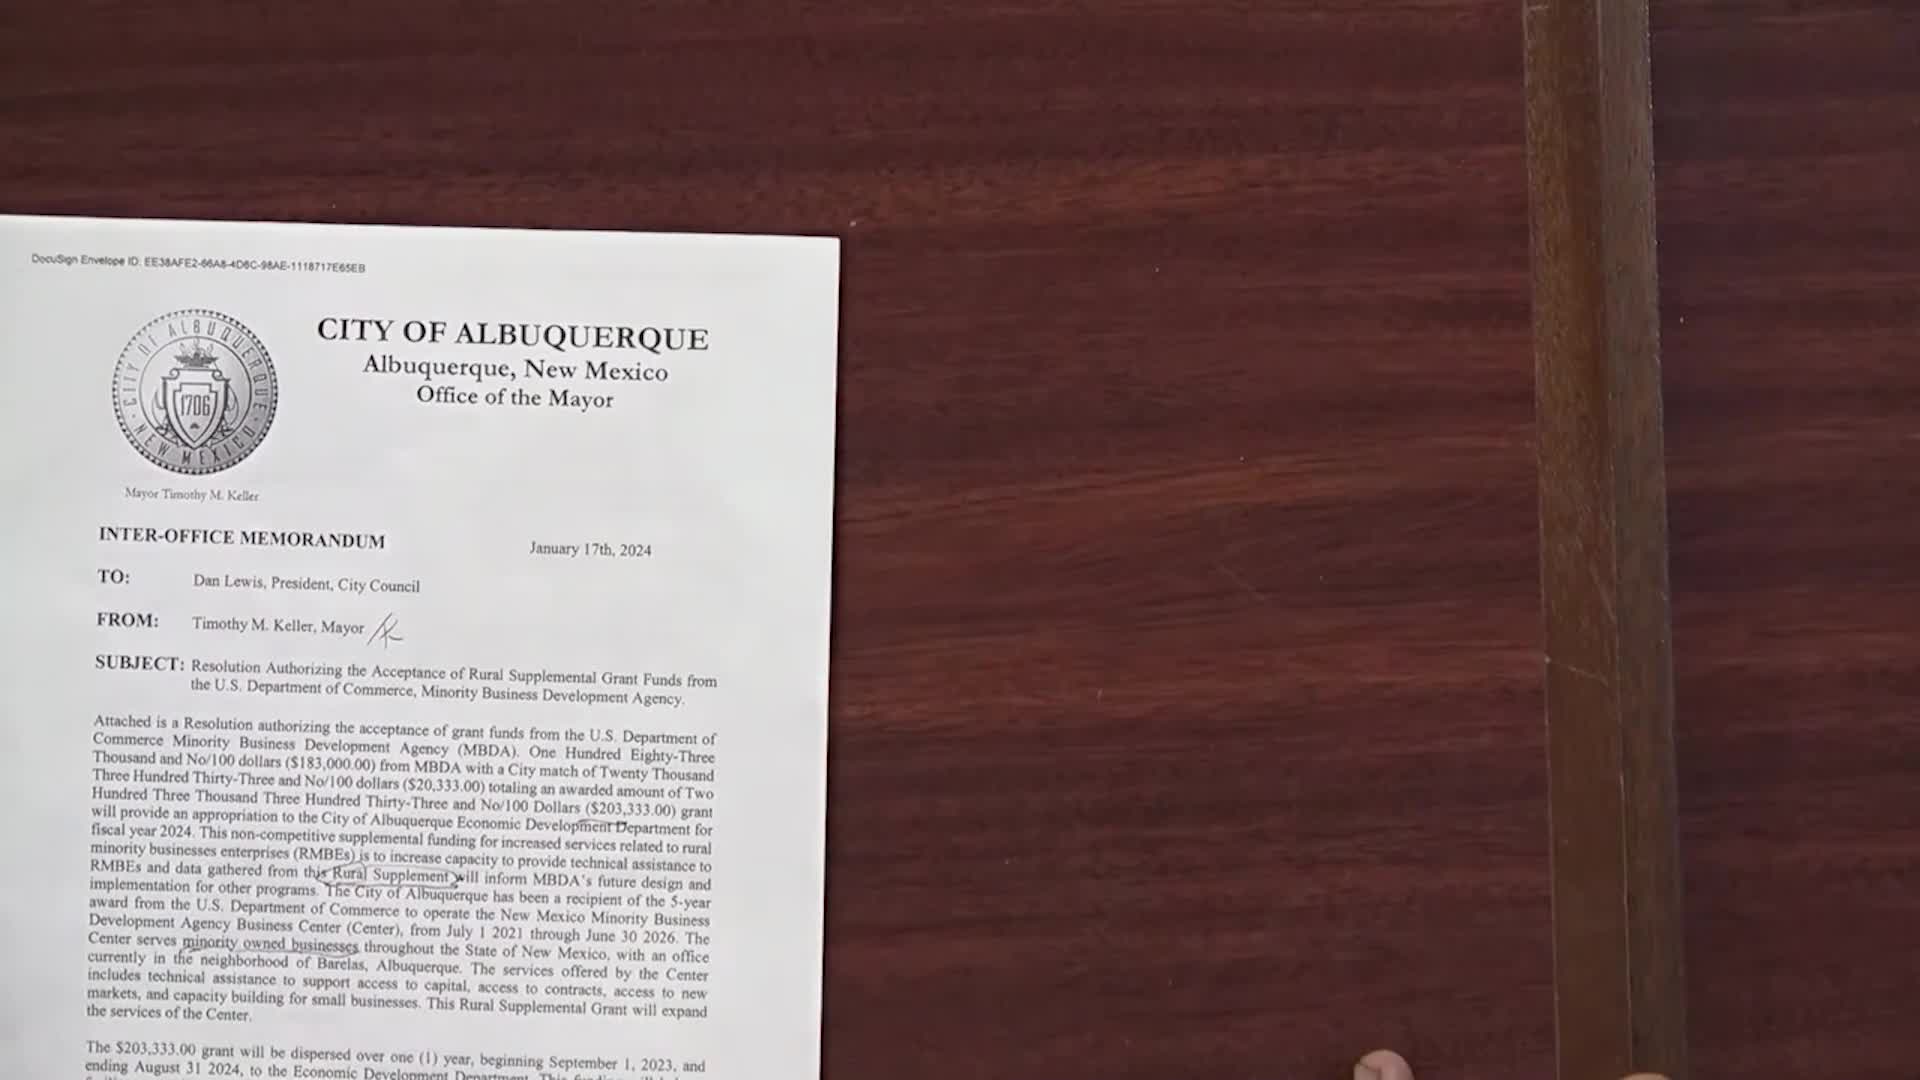 DocuSign Envelope ID: EE38AFE2-66A8-4D6C-98AE-1118717E65EB
CITY OF ALBUQUERQUE
Albuquerque, New Mexico
Office of the Mayor
CITY OF ALBUQUERQUE
1706
NEW MEXICO
Mayor Timothy M. Keller
INTER-OFFICE MEMORANDUM January 17th, 2024
TO: Dan Lewis, President, City Council
FROM: Timothy M. Keller, Mayor
SUBJECT: Resolution Authorizing the Acceptance of Rural Supplemental Grant Funds from
the U.S. Department of Commerce, Minority Business Development Agency.
Attached is a Resolution authorizing the acceptance of grant funds from the U.S. Department of
Commerce Minority Business Development Agency (MBDA). One Hundred Eighty-Three
Thousand and No/100 dollars ($183,000.00) from MBDA with a City match of Twenty Thousand
Three Hundred Thirty-Three and No/100 dollars ($20,333.00) totaling an awarded amount of Two
Hundred Three Thousand Three Hundred Thirty-Three and No/100 Dollars ($203,333.00) grant
will provide an appropriation to the City of Albuquerque Economic Development Department for
fiscal year 2024. This non-competitive supplemental funding for increased services related to rural
minority businesses enterprises (RMBEs) is to increase capacity to provide technical assistance to
RMBEs and data gathered from this Rural Supplement will inform MBDA's future design and
implementation for other programs. The City of Albuquerque has been a recipient of the 5-year
award from the U.S. Department of Commerce to operate the New Mexico Minority Business
Development Agency Business Center (Center), from July 1 2021 through June 30 2026. The
Center serves minority owned businesses throughout the State of New Mexico, with an office
currently in the neighborhood of Barelas, Albuquerque. The services offered by the Center
includes technical assistance to support access to capital, access to contracts, access to new
markets, and capacity building for small businesses. This Rural Supplemental Grant will expand
the services of the Center.
The $203,333.00 grant will be dispersed over one (1) year, beginning September 1, 2023, and
ending August 31 2024, to the Economic Development Department.